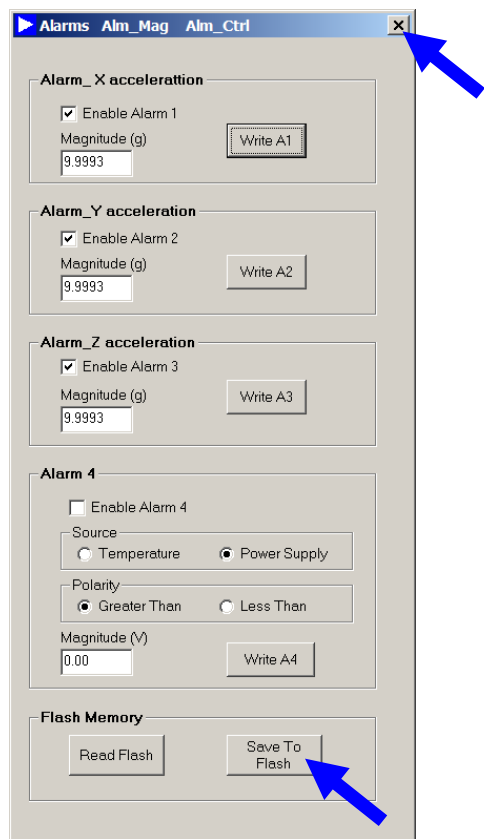 Alarms Alm_Mag Alm_Ctrl
Alarm_ X accelerattion
Enable Alarm 1
Magnitude (g)
9.9993
Write A1
Alarm_Y acceleration
Enable Alarm 2
Magnitude (g)
9.9993
Write A2
Alarm_Z acceleration
Enable Alarm 3
Magnitude (g)
9.9993
Write A3
Alarm 4
Enable Alarm 4
Source
Temperature Power Supply
Polarity
Greater Than Less Than
Magnitude (V)
0.00
Write A4
Flash Memory
Read Flash
Save To
Flash